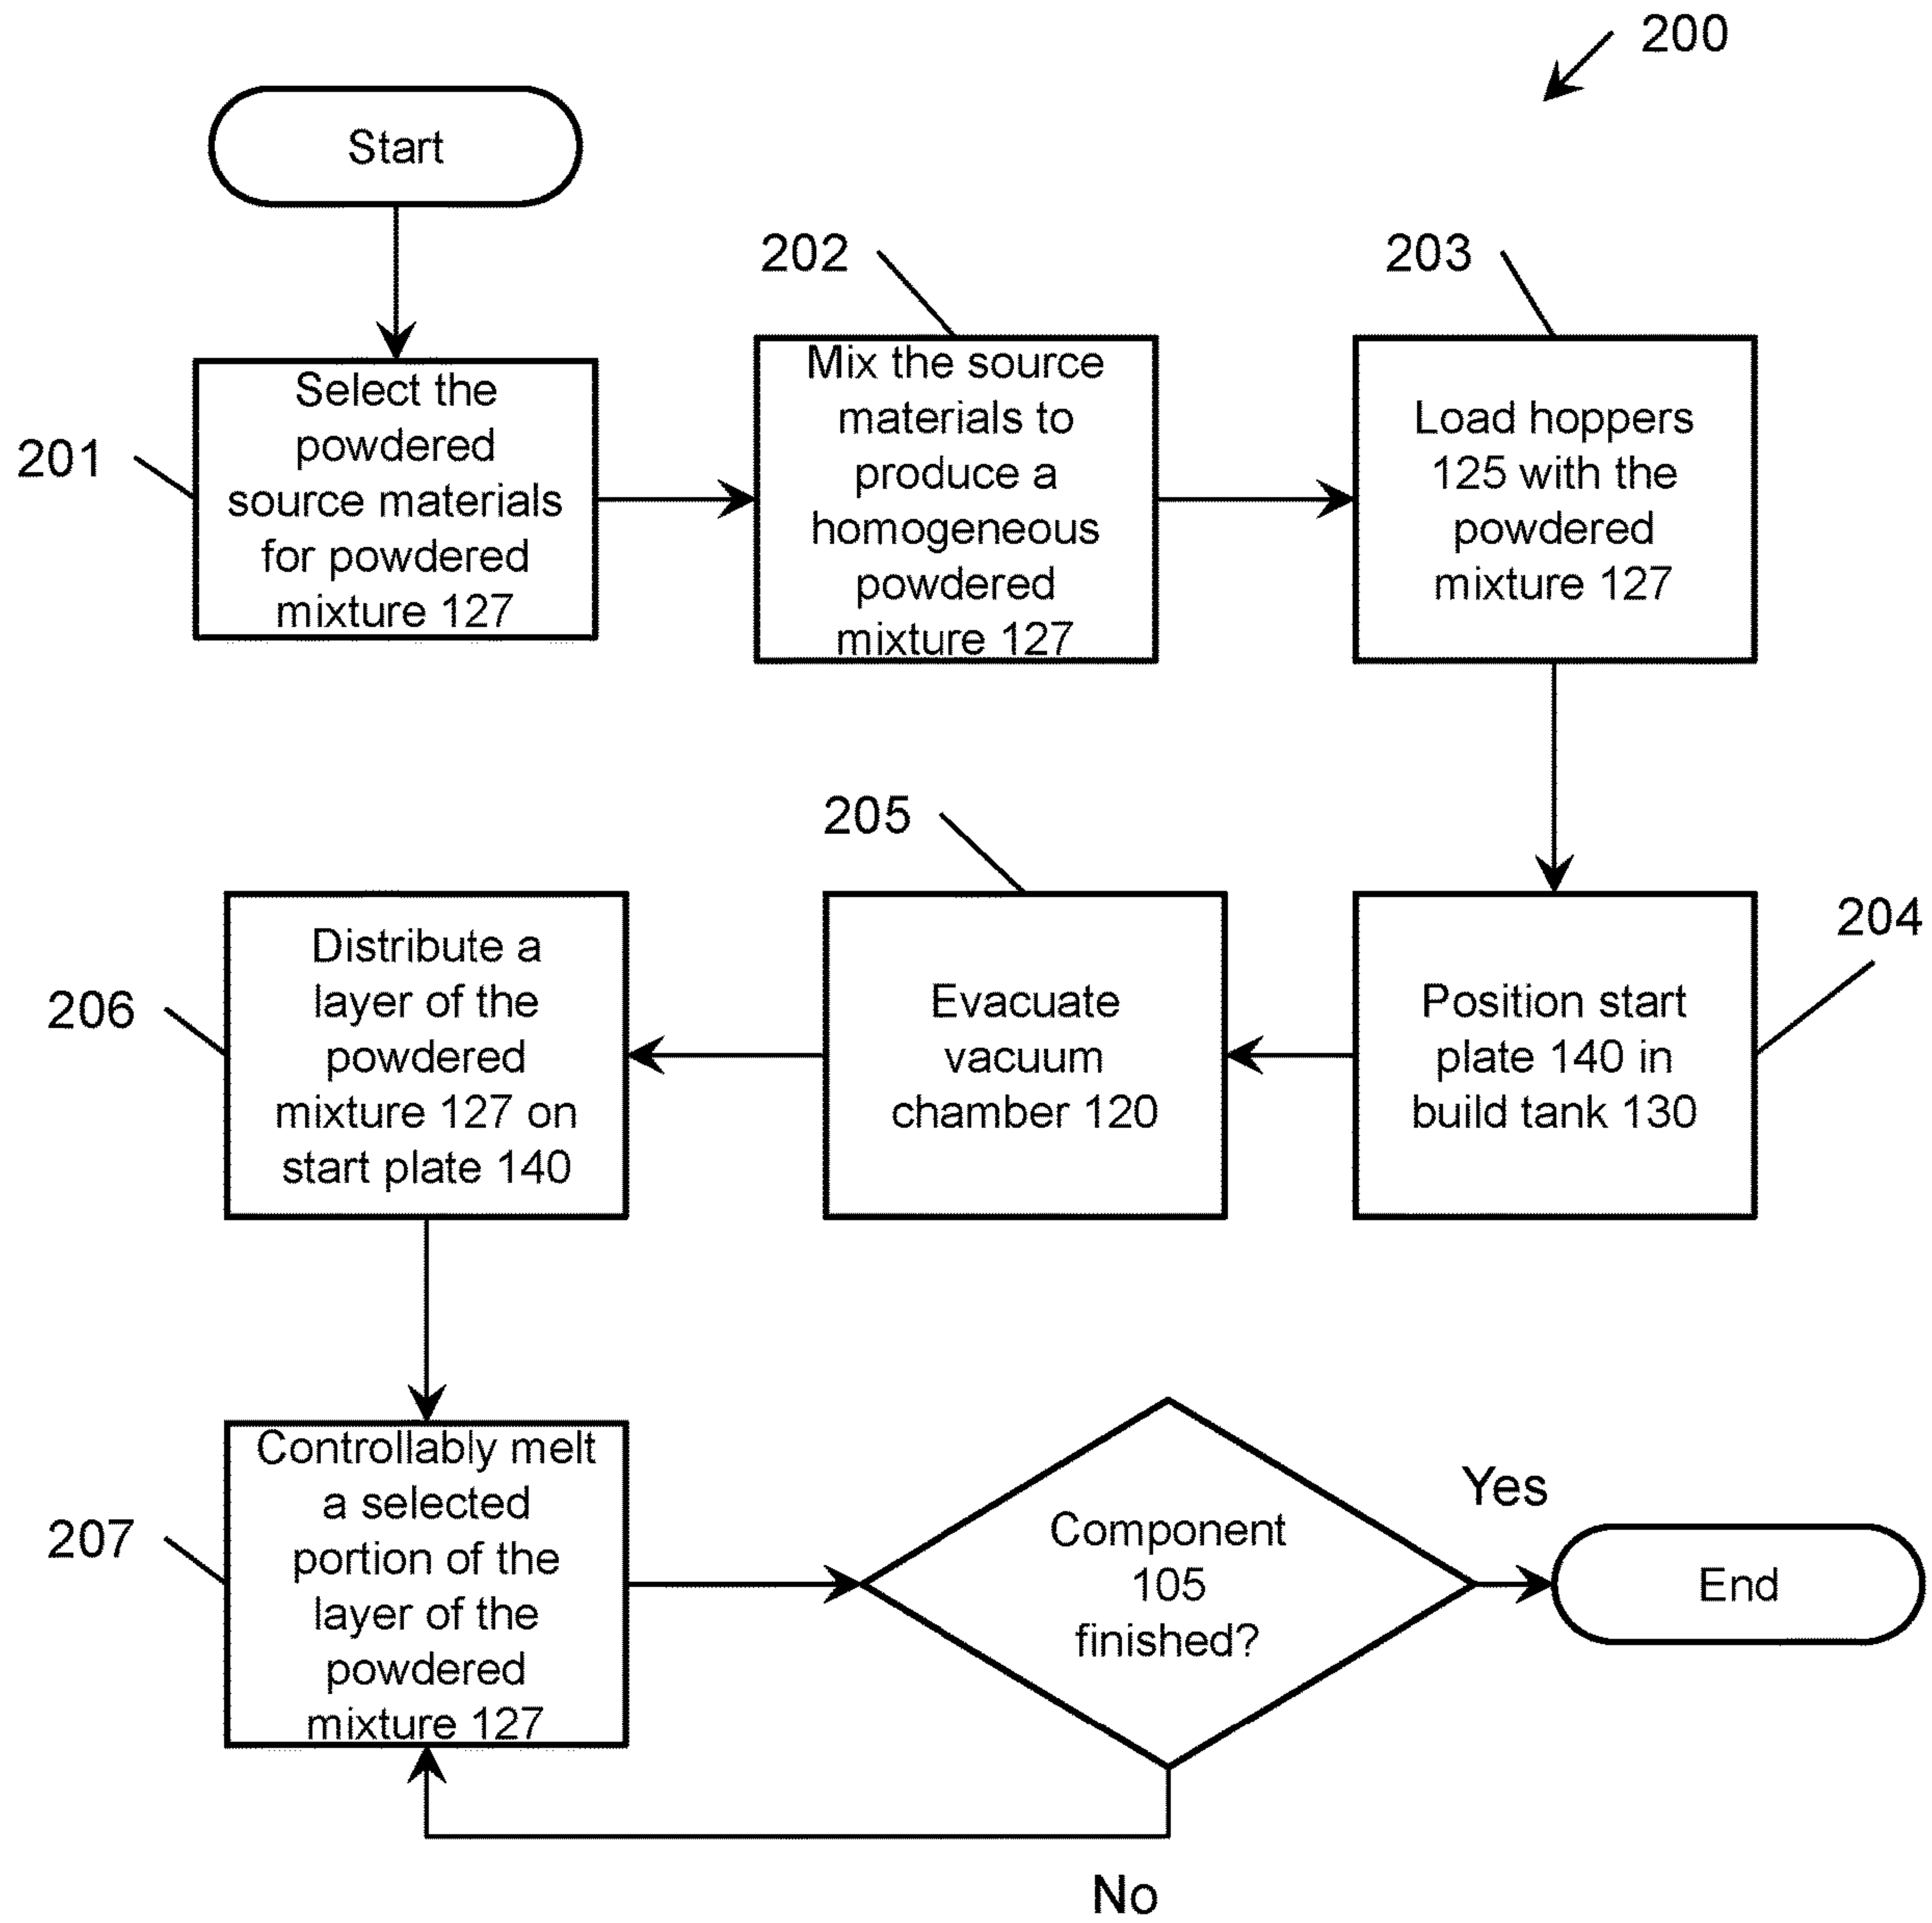 200
Start
202
203
201
Select the
powdered
source materials
for powdered
mixture 127
Mix the source
materials to
produce a
homogeneous
powdered
mixture 127
Load hoppers
125 with the
powdered
mixture 127
205
204
206
Distribute a
layer of the
powdered
mixture 127 on
start plate 140
Evacuate
vacuum
chamber 120
Position start
plate 140 in
build tank 130
207
Controllably melt
a selected
portion of the
layer of the
powdered
mixture 127
Component
105
finished?
Yes
End
No